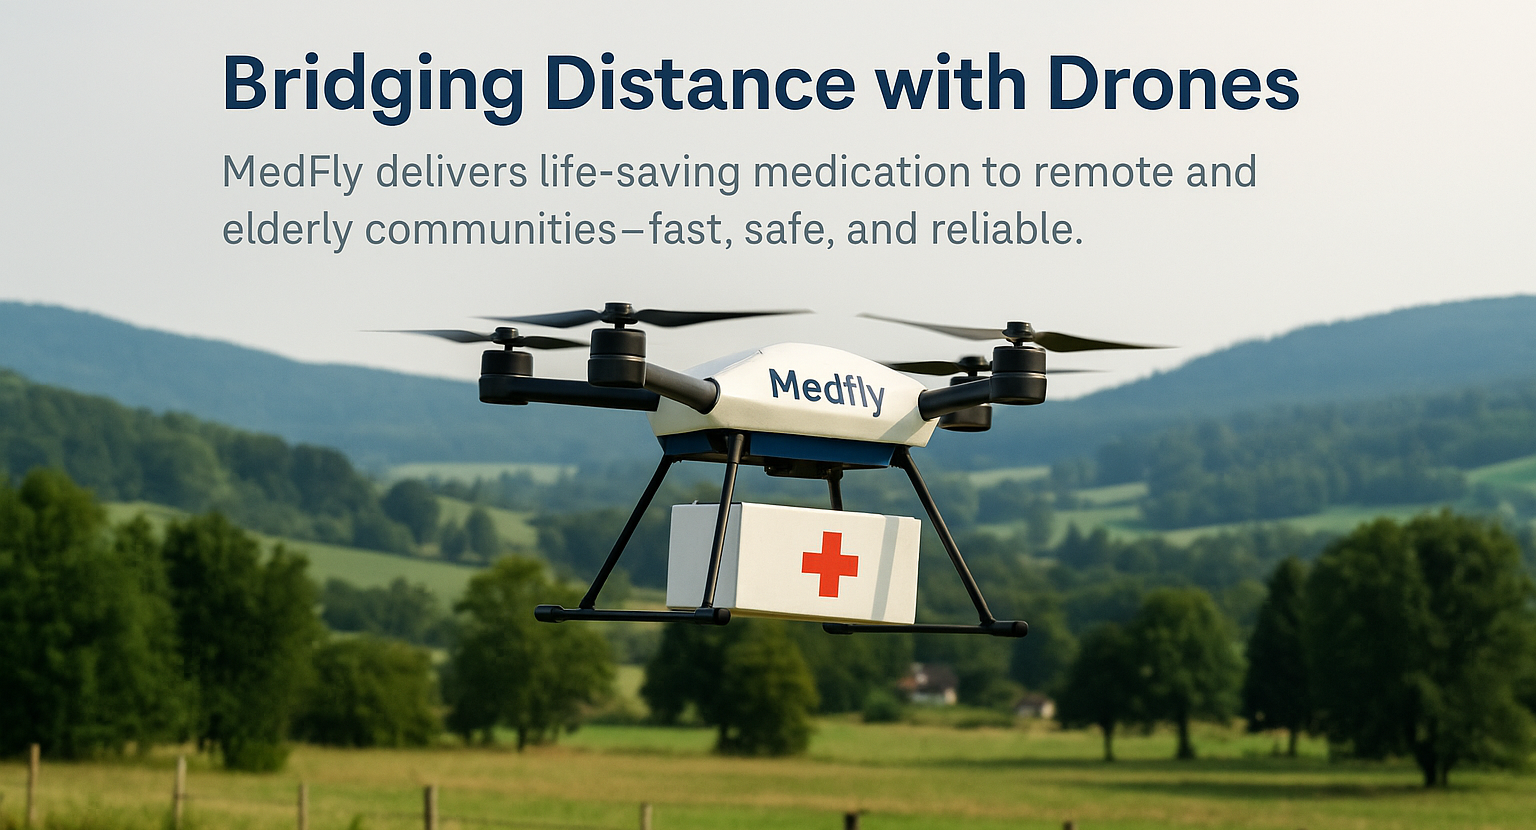 Bridging Distance with Drones
MedFly delivers life-saving medication to remote and
elderly communities–fast, safe, and reliable.
Medfly